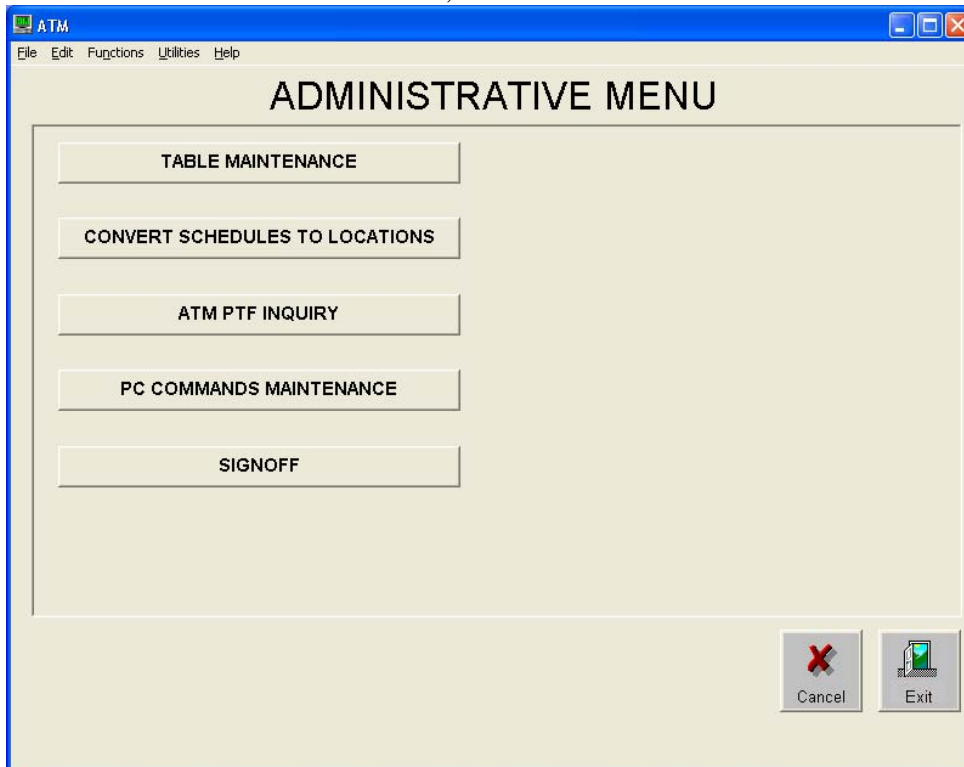 ATM
File Edit Functions Utilities Help
ADMINISTRATIVE MENU
TABLE MAINTENANCE
CONVERT SCHEDULES TO LOCATIONS
ATM PTF INQUIRY
PC COMMANDS MAINTENANCE
SIGNOFF
Cancel Exit